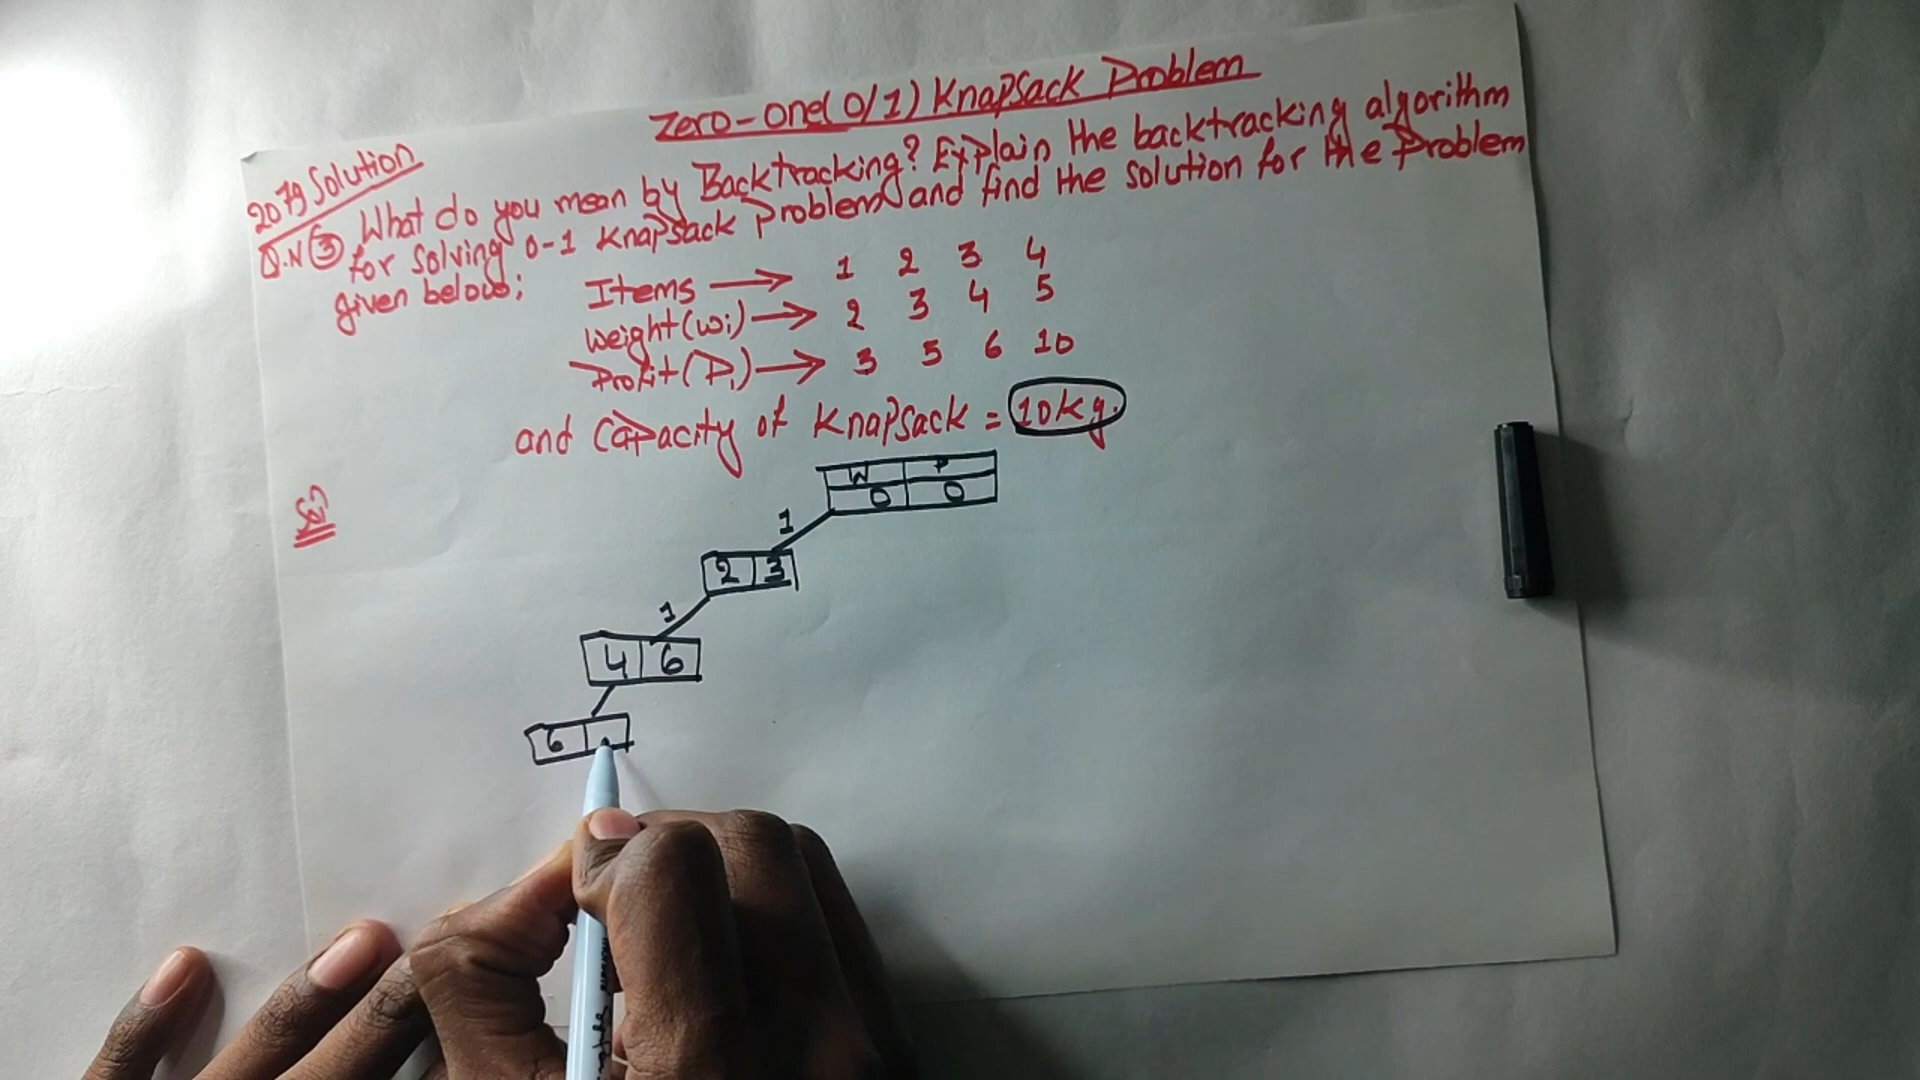 Zero-one(0/1) Knapsack Problem
2079 Solution
Q.N ③ What do you mean by Backtracking? Explain the backtracking algorithm
for solving 0-1 Knapsack Problem and find the solution for the Problem
given below;
Items → 1 2 3 4
Weight(wi) → 2 3 4 5
Profit(Pi) → 3 5 6 10
and Capacity of Knapsack = 10kg.
W P
0 0
1
2 3
1
4 6
6